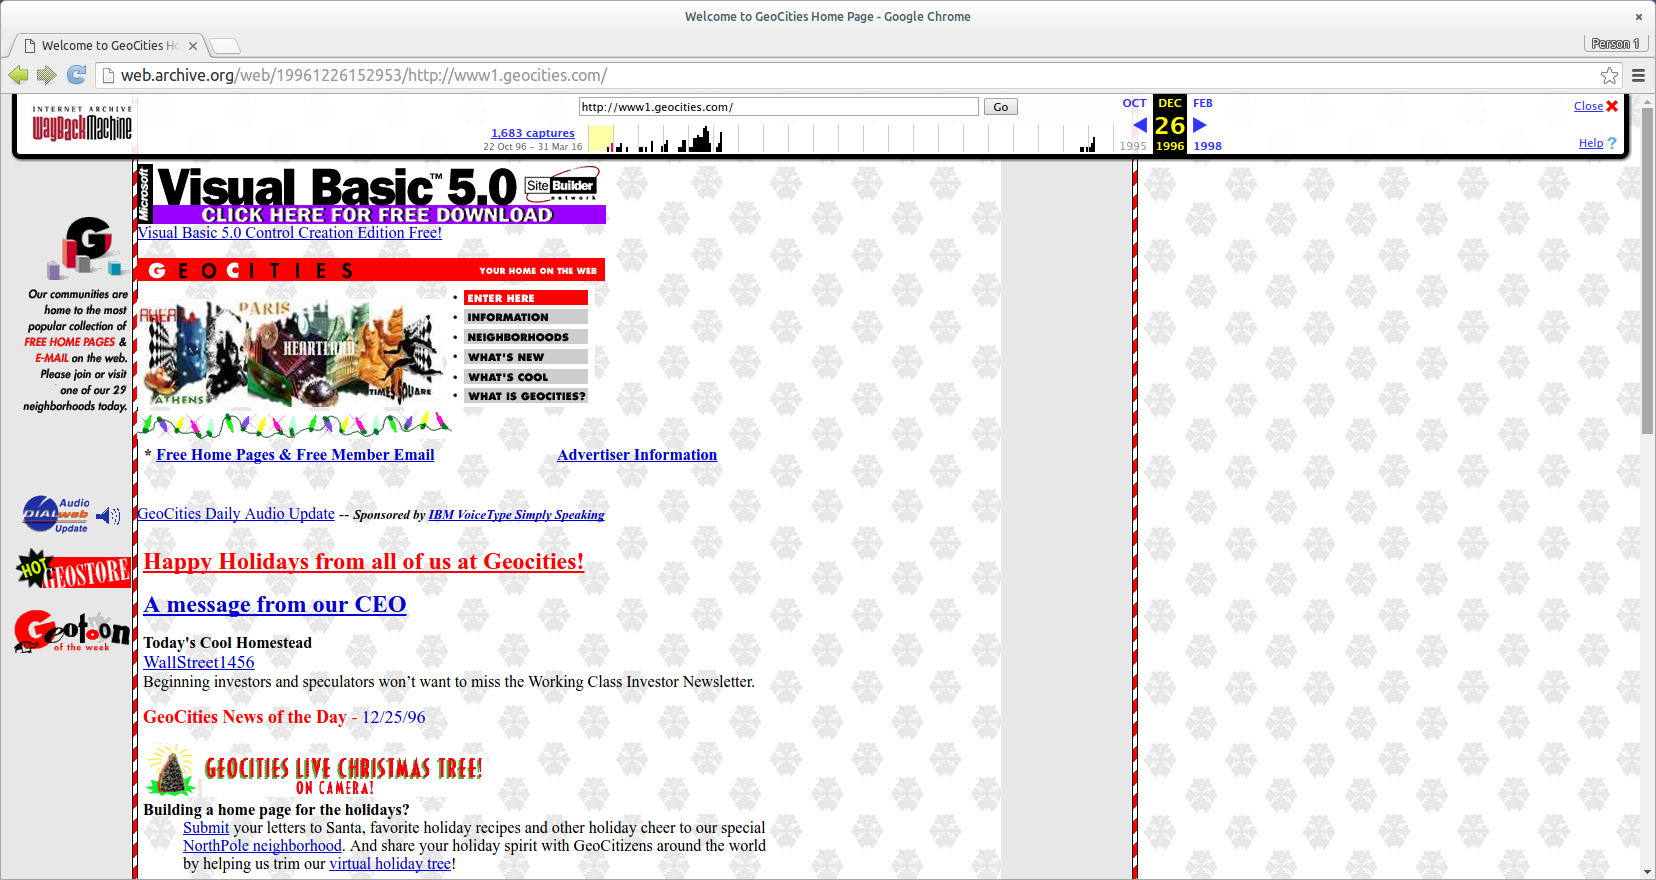 Welcome to GeoCities Home Page - Google Chrome
Welcome to GeoCities Ho
Person 1
web.archive.org/web/19961226152953/http://www1.geocities.com/
INTERNET ARCHIVE
WayBackMachine
http://www1.geocities.com/
Go
1,683 captures
22 Oct 96 – 31 Mar 16
OCT DEC FEB
26
1995 1996 1998
Close
Help ?
Microsoft
Visual Basic™ 5.0
Site Builder
network
CLICK HERE FOR FREE DOWNLOAD
Visual Basic 5.0 Control Creation Edition Free!
G
Our communities are
home to the most
popular collection of
FREE HOME PAGES &
E-MAIL on the web.
Please join or visit
one of our 29
neighborhoods today.
GEOCITIES
YOUR HOME ON THE WEB
AREA
PARIS
HEARTLAND
ATHENS
TIMES SQUARE
• ENTER HERE
• INFORMATION
• NEIGHBORHOODS
• WHAT'S NEW
• WHAT'S COOL
• WHAT IS GEOCITIES?
* Free Home Pages & Free Member Email
Advertiser Information
Audio
DIALweb
Update
GeoCities Daily Audio Update -- Sponsored by IBM VoiceType Simply Speaking
HOT
GEOSTORE
Happy Holidays from all of us at Geocities!
A message from our CEO
Geotoon
of the week
Today's Cool Homestead
WallStreet1456
Beginning investors and speculators won’t want to miss the Working Class Investor Newsletter.
GeoCities News of the Day - 12/25/96
GEOCITIES LIVE CHRISTMAS TREE!
ON CAMERA!
Building a home page for the holidays?
Submit your letters to Santa, favorite holiday recipes and other holiday cheer to our special
NorthPole neighborhood. And share your holiday spirit with GeoCitizens around the world
by helping us trim our virtual holiday tree!